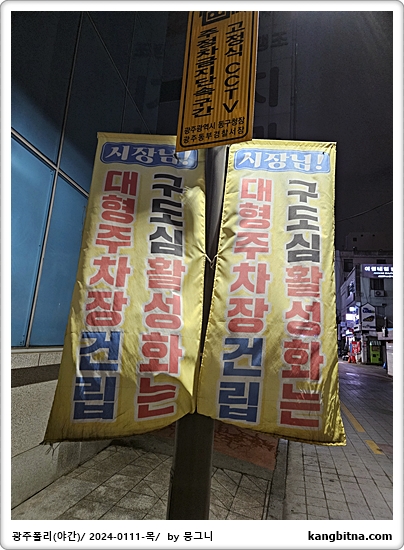 고정식 CCTV
주정차금지단속구간
광주광역시 동구청장
광주동부경찰서장
시장님!
구도심활성화는
대형주차장건립
시장님!
구도심활성화는
대형주차장건립
광주폴리(야간)/ 2024-0111-목/ by 뭉그니
kangbitna.com